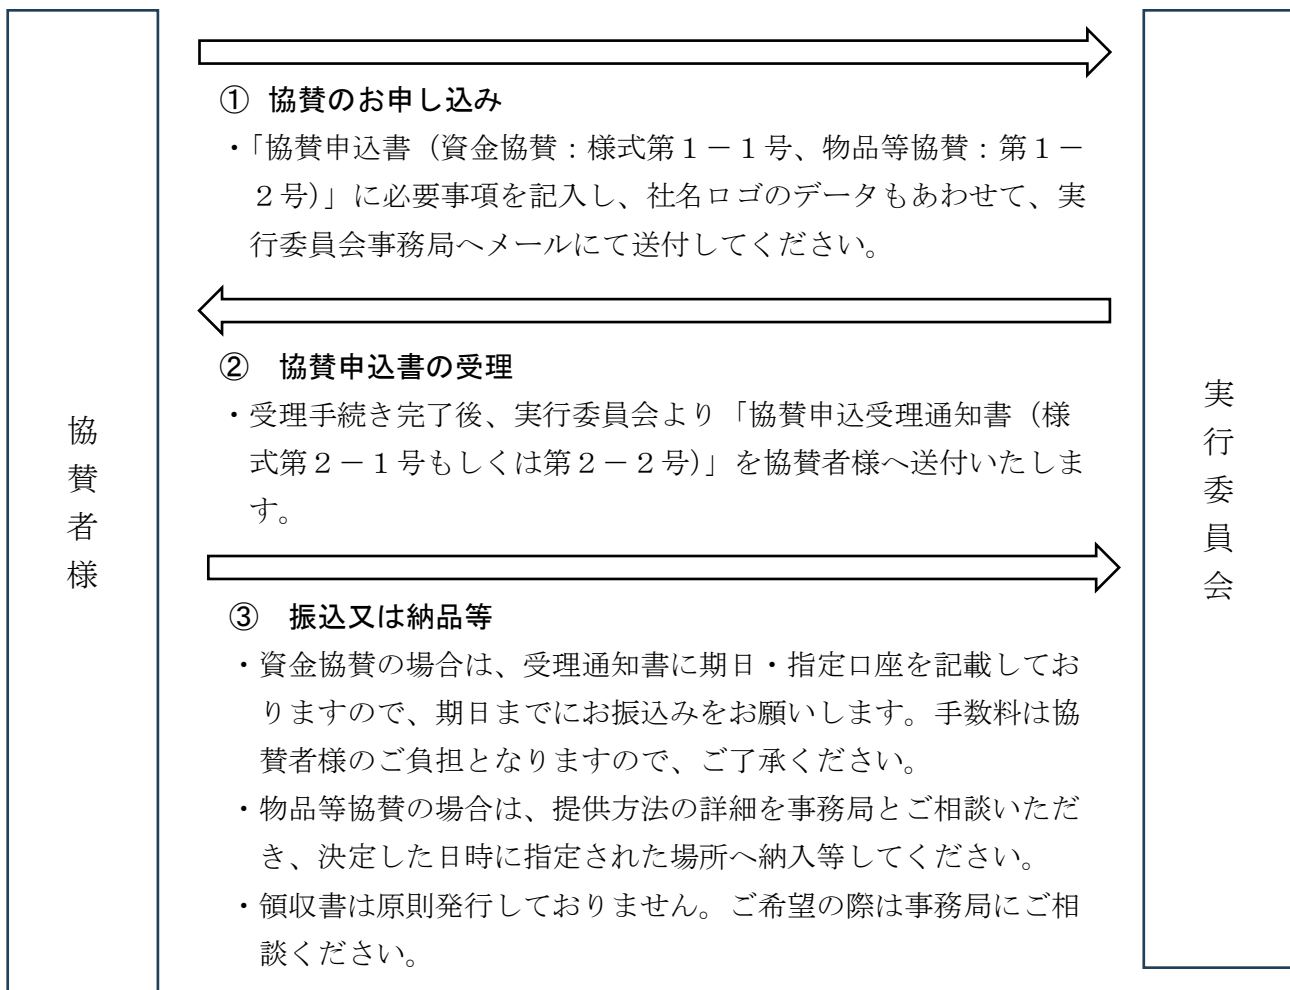 ① 協賛のお申し込み
・「協賛申込書（資金協賛：様式第１－１号、物品等協賛：第１－
２号）」に必要事項を記入し、社名ロゴのデータもあわせて、実
行委員会事務局へメールにて送付してください。
② 協賛申込書の受理
・受理手続き完了後、実行委員会より「協賛申込受理通知書（様
式第２－１号もしくは第２－２号）」を協賛者様へ送付いたしま
す。
③ 振込又は納品等
・資金協賛の場合は、受理通知書に期日・指定口座を記載してお
りますので、期日までにお振込みをお願いします。手数料は協
賛者様のご負担となりますので、ご了承ください。
・物品等協賛の場合は、提供方法の詳細を事務局とご相談いただ
き、決定した日時に指定された場所へ納入等してください。
・領収書は原則発行しておりません。ご希望の際は事務局にご相
談ください。
協賛者様
実行委員会